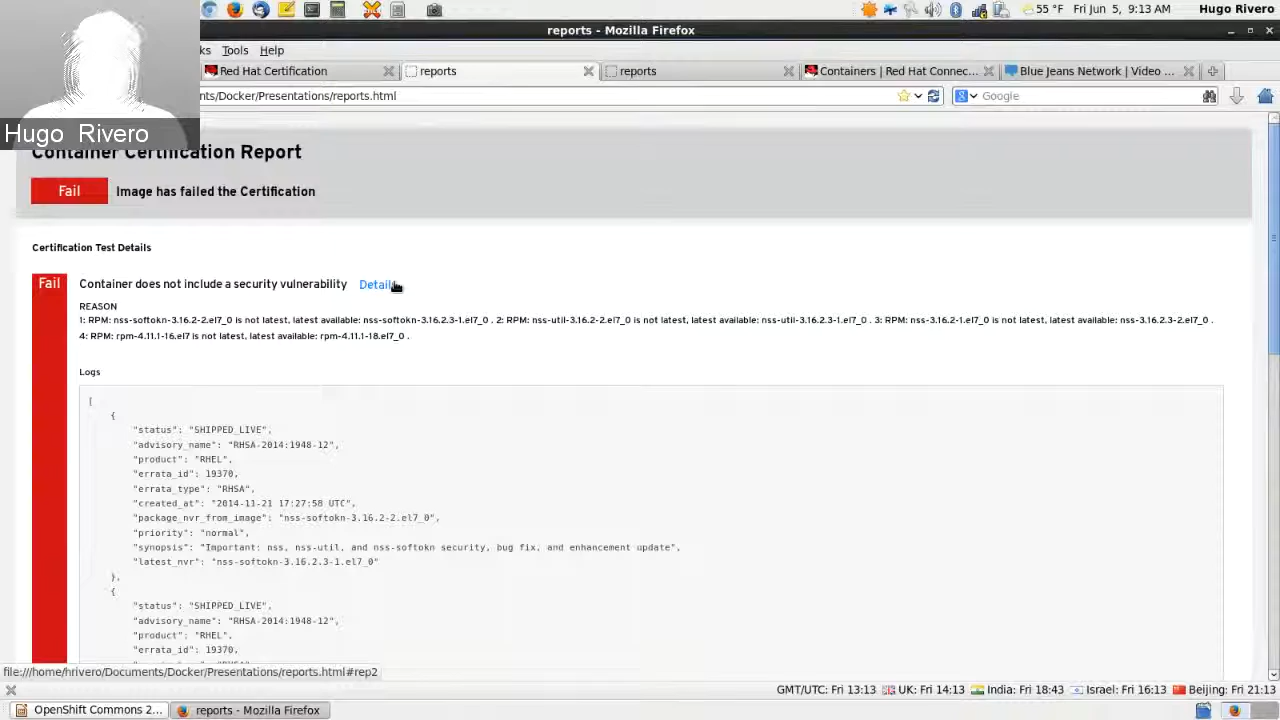 55 °F Fri Jun 5, 9:13 AM Hugo Rivero
reports - Mozilla Firefox
ks Tools Help
Red Hat Certification
reports
reports
Containers | Red Hat Connec...
Blue Jeans Network | Video ...
nts/Docker/Presentations/reports.html
Google
Hugo Rivero
Container Certification Report
Fail Image has failed the Certification
Certification Test Details
Fail Container does not include a security vulnerability Details
REASON
1: RPM: nss-softokn-3.16.2-2.el7_0 is not latest, latest available: nss-softokn-3.16.2.3-1.el7_0 . 2: RPM: nss-util-3.16.2-2.el7_0 is not latest, latest available: nss-util-3.16.2.3-1.el7_0 . 3: RPM: nss-3.16.2-1.el7_0 is not latest, latest available: nss-3.16.2.3-2.el7_0 .
4: RPM: rpm-4.11.1-16.el7 is not latest, latest available: rpm-4.11.1-18.el7_0 .
Logs
[
{
"status": "SHIPPED_LIVE",
"advisory_name": "RHSA-2014:1948-12",
"product": "RHEL",
"errata_id": 19370,
"errata_type": "RHSA",
"created_at": "2014-11-21 17:27:58 UTC",
"package_nvr_from_image": "nss-softokn-3.16.2-2.el7_0",
"priority": "normal",
"synopsis": "Important: nss, nss-util, and nss-softokn security, bug fix, and enhancement update",
"latest_nvr": "nss-softokn-3.16.2.3-1.el7_0"
},
{
"status": "SHIPPED_LIVE",
"advisory_name": "RHSA-2014:1948-12",
"product": "RHEL",
"errata_id": 19370,
file:///home/hrivero/Documents/Docker/Presentations/reports.html#rep2
GMT/UTC: Fri 13:13 UK: Fri 14:13 India: Fri 18:43 Israel: Fri 16:13 Beijing: Fri 21:13
OpenShift Commons 2...
reports - Mozilla Firefox